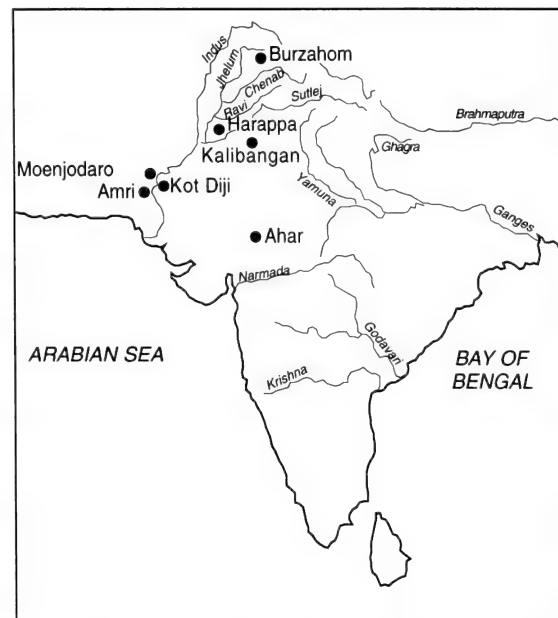 Indus
Jhelum
Burzahom
Chenab
Ravi
Sutlej
Brahmaputra
Harappa
Ghagra
Kalibangan
Moenjodaro
Amri
Kot Diji
Yamuna
Ganges
Ahar
Narmada
ARABIAN SEA
Godavari
BAY OF
BENGAL
Krishna